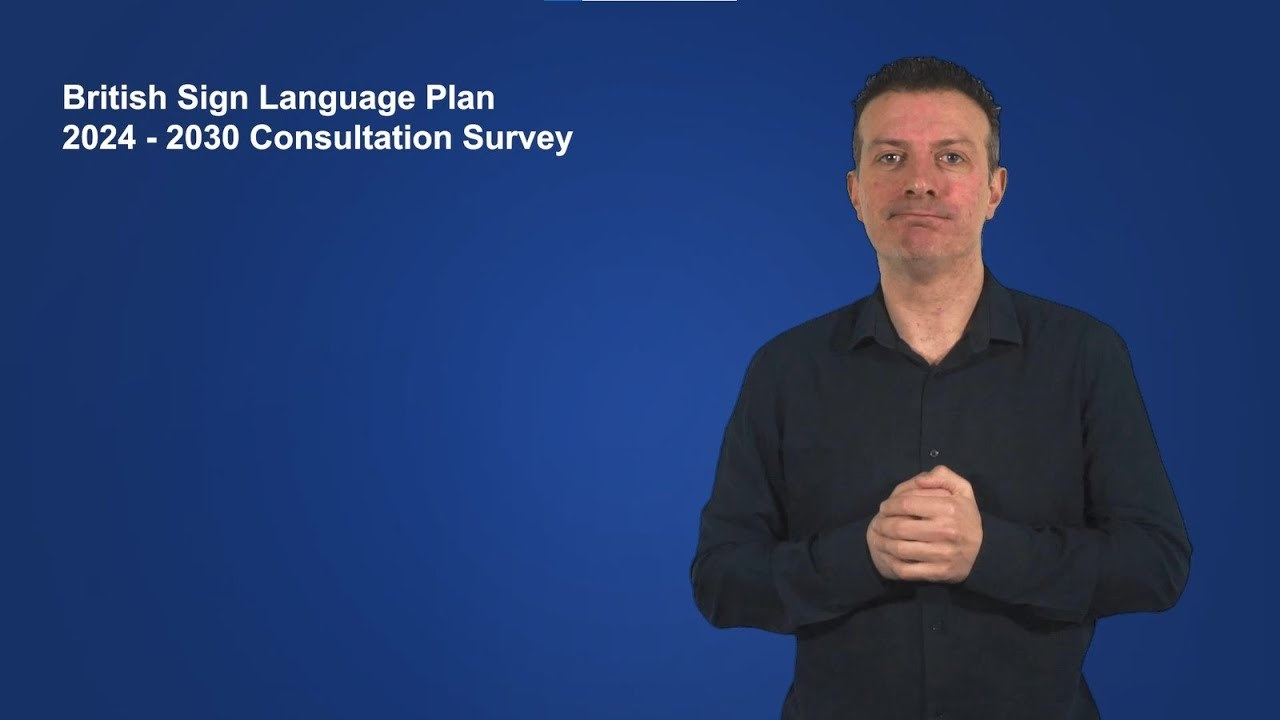 British Sign Language Plan
2024 - 2030 Consultation Survey